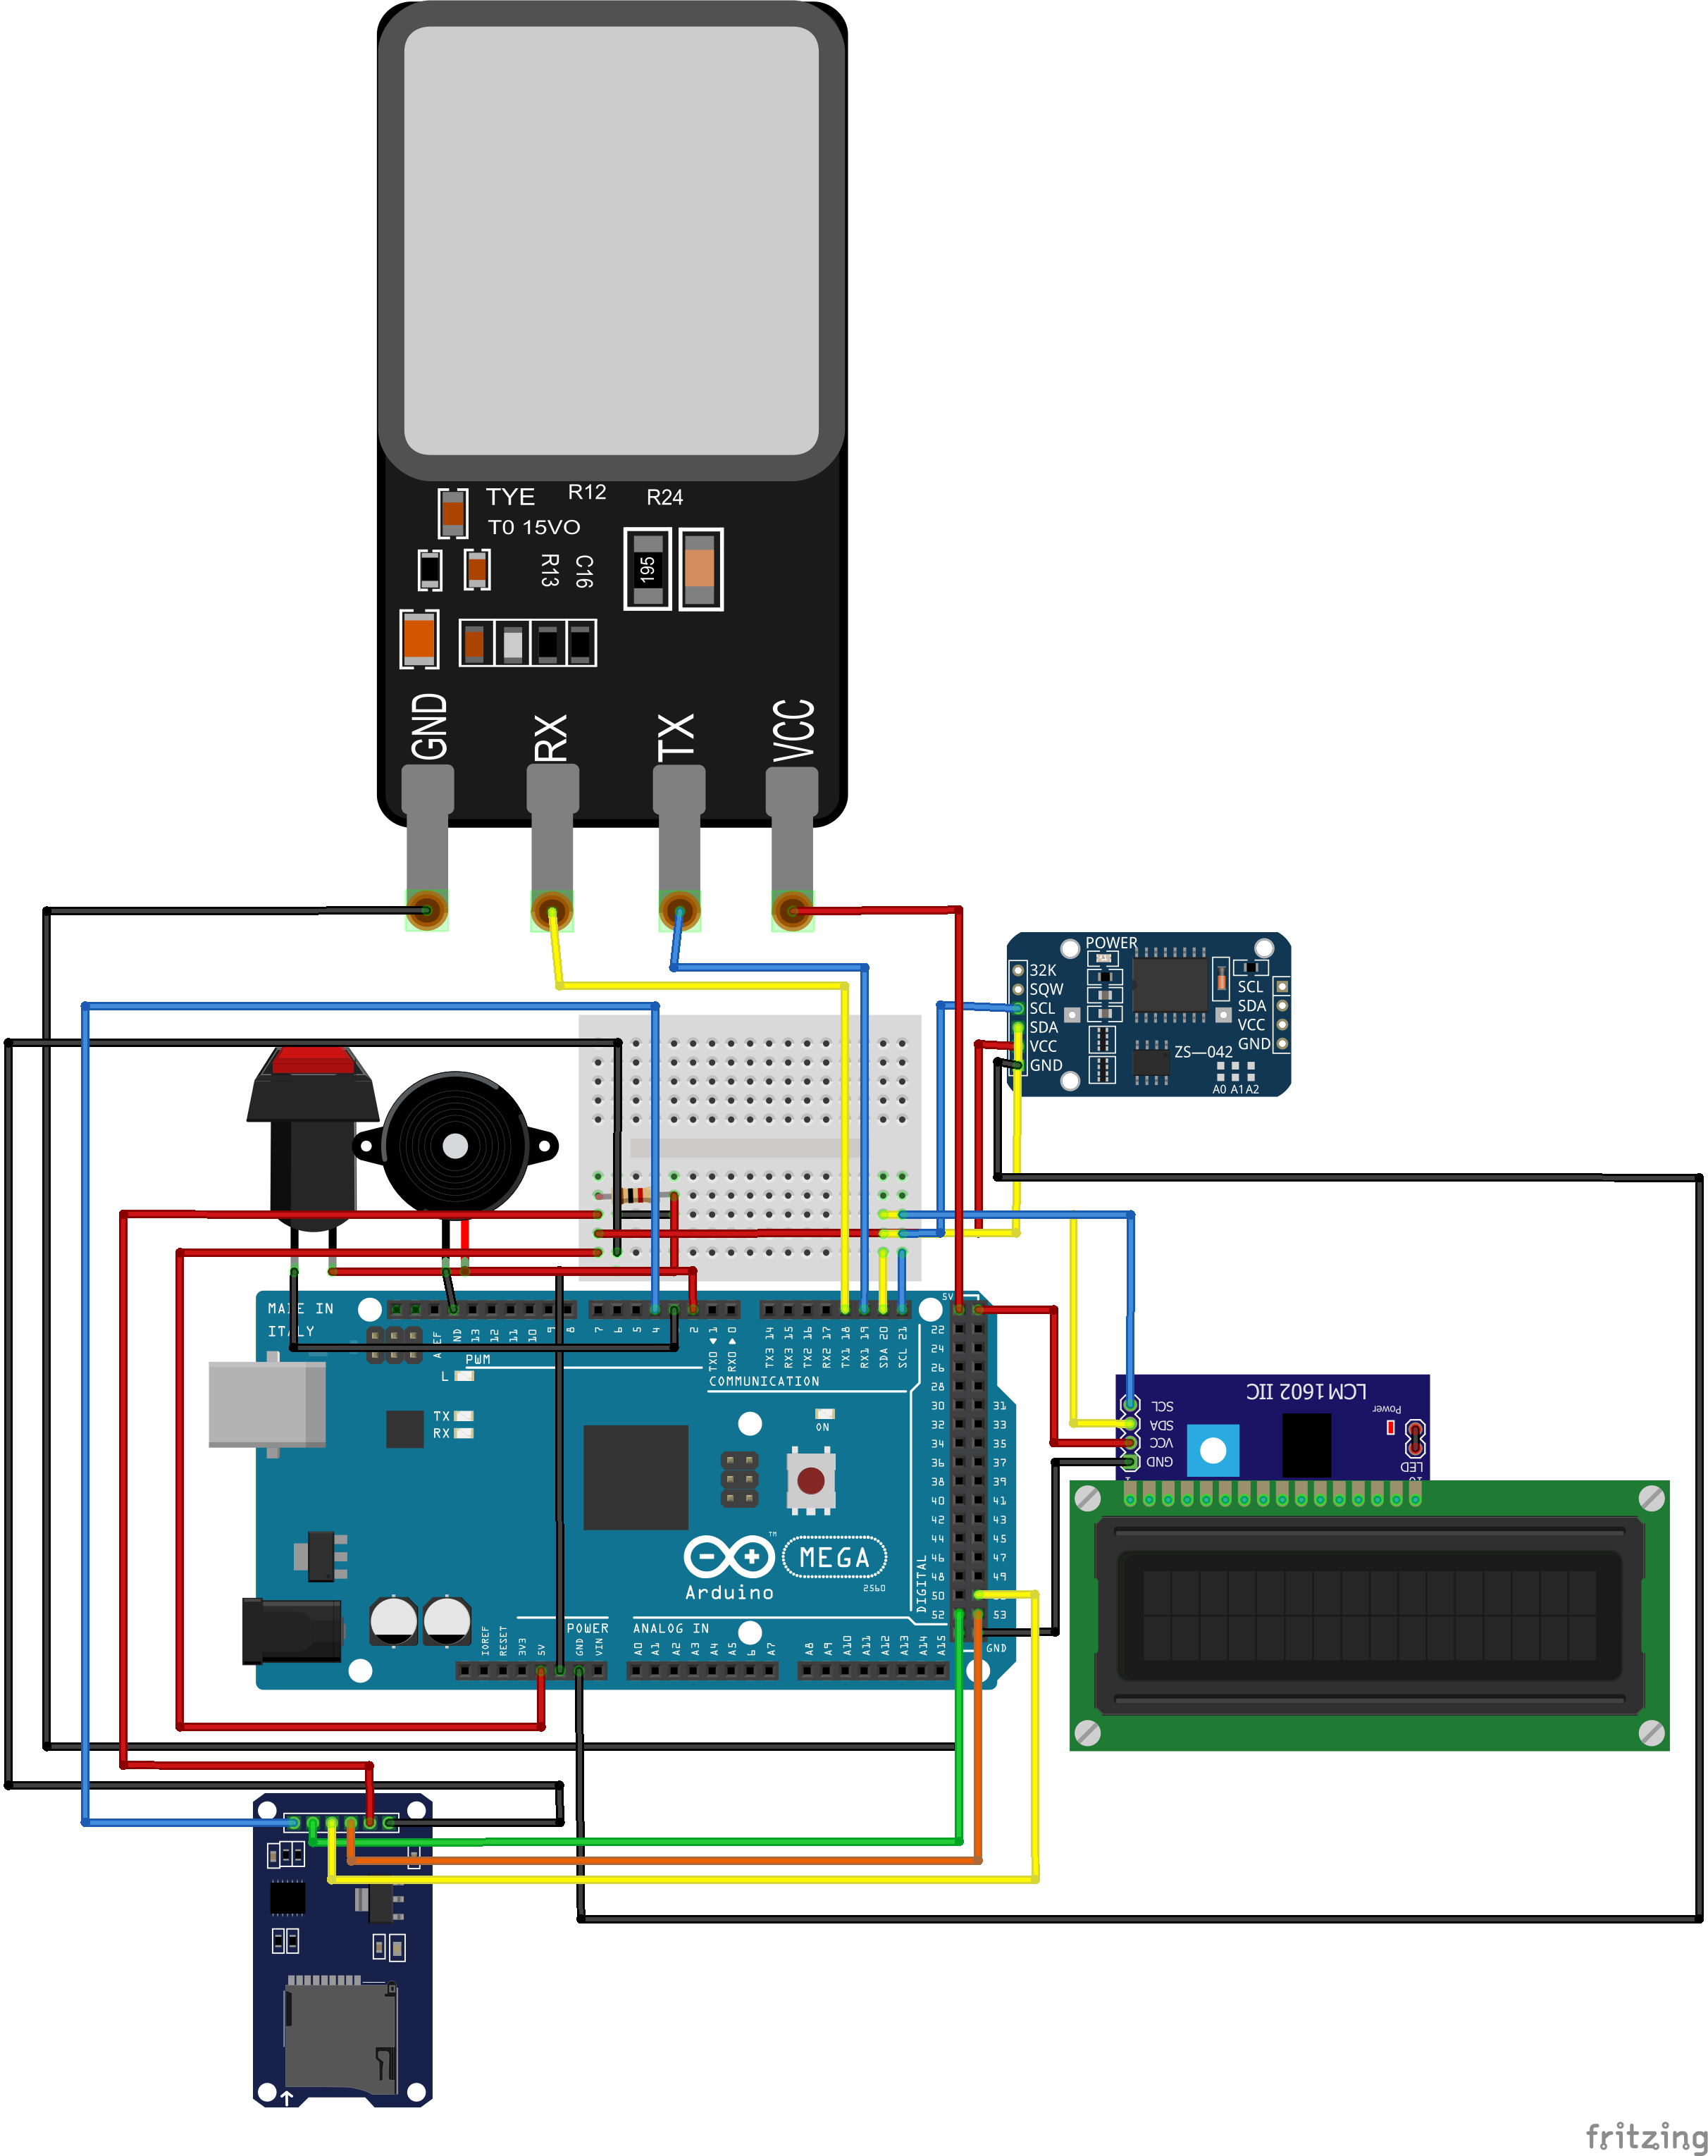 TYE
R12
R24
T0 15VO
R13
C16
195
GND
RX
TX
VCC
POWER
32K
SQW
SCL
SDA
VCC
GND
SCL
SDA
VCC
GND
ZS—042
A0 A1 A2
IN
ITALY
GND
13
12
11
10
9
8
7
6
5
4
2
TX0 1
RX0 0
TX3 14
RX3 15
TX2 16
RX2 17
TX1 18
RX1 19
SDA 20
SCL 21
5V
PWM
COMMUNICATION
L
TX
RX
ON
22
24
26
28
30 31
32 33
34 35
36 37
38 39
40 41
42 43
44 45
46 47
48 49
50
52 53
GND
DIGITAL
MEGA
2560
TM
Arduino
POWER
ANALOG IN
IOREF
RESET
3V3
5V
GND
VIN
A0
A1
A2
A3
A4
A5
6
A7
A8
A9
A10
A11
A12
A13
A14
A15
LCM1602 IIC
SCL
SDA
VCC
GND
Power
LED
1
fritzing